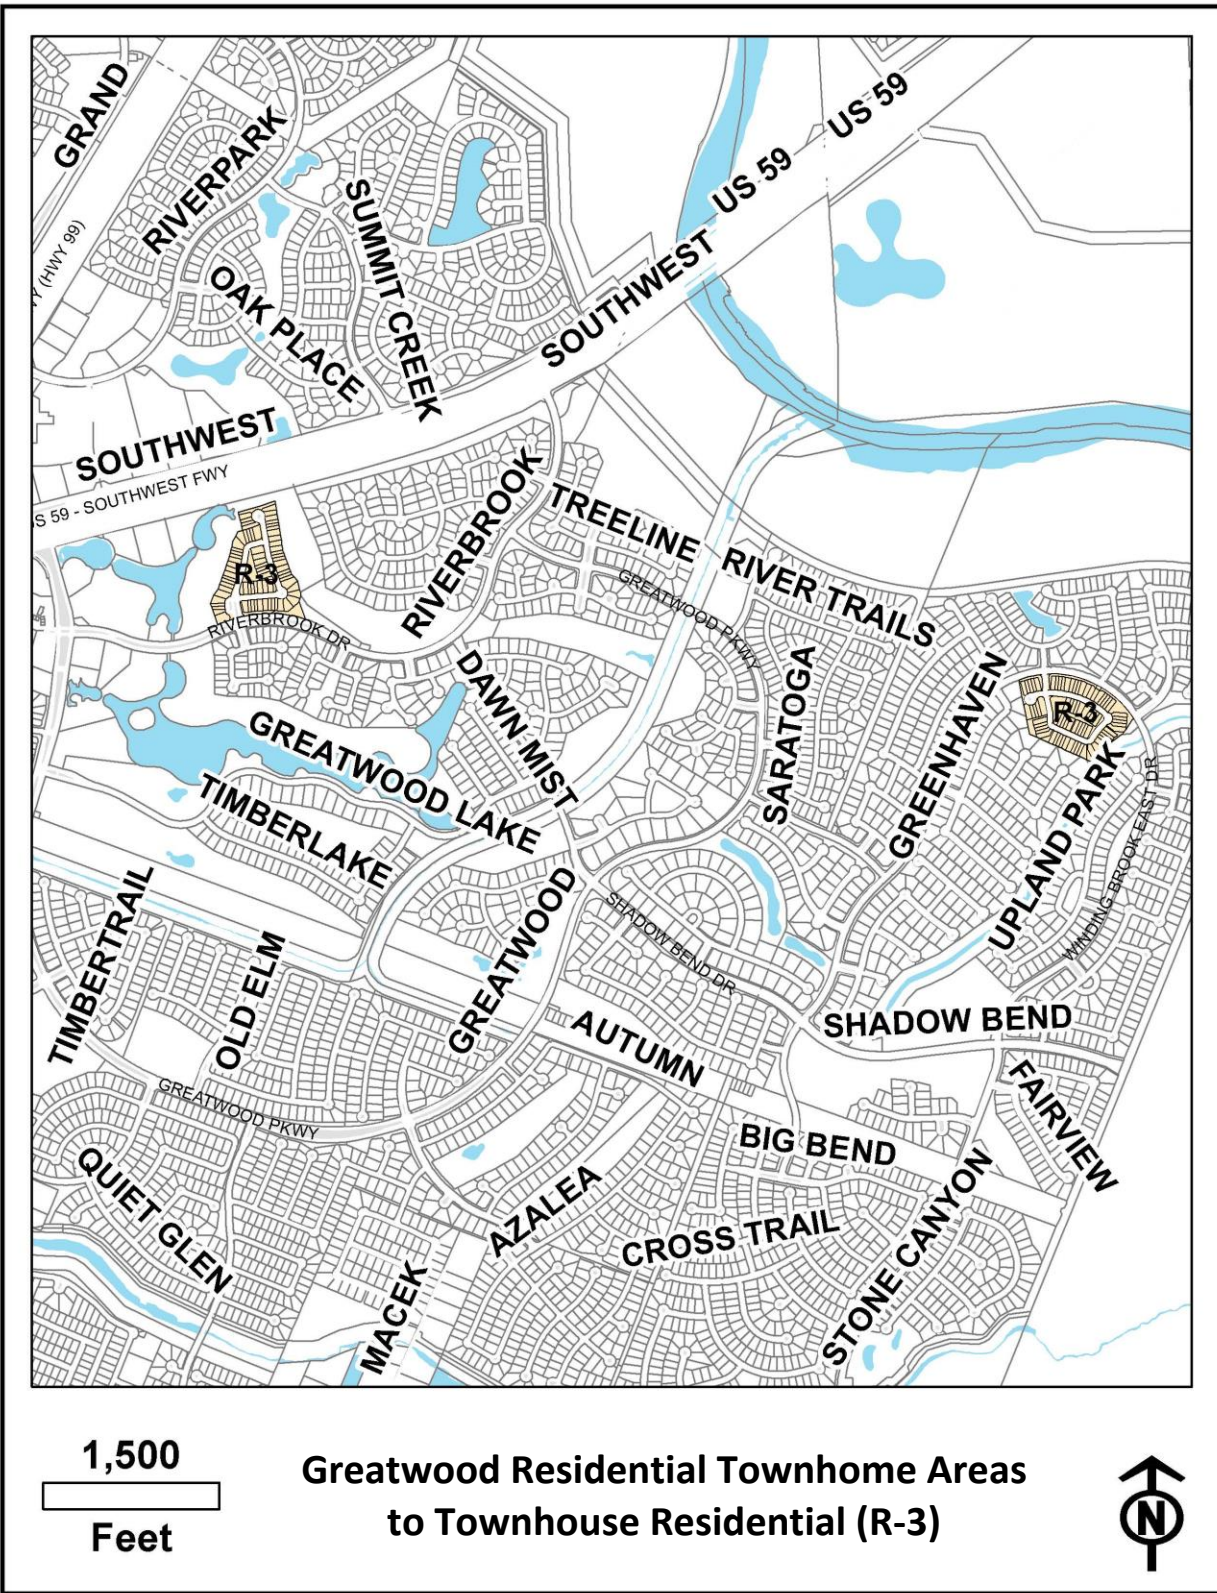 GRAND
RIVERPARK
US 59
US 59
SUMMIT CREEK
Y (HWY 99)
OAK PLACE
SOUTHWEST
SOUTHWEST
US 59 - SOUTHWEST FWY
RIVERBROOK
TREELINE
RIVER TRAILS
R-3
GREATWOOD PKWY
RIVERBROOK DR
SARATOGA
GREENHAVEN
DAWN MIST
R-3
GREATWOOD LAKE
TIMBERLAKE
UPLAND PARK
WINDING BROOK EAST DR
TIMBERTRAIL
OLD ELM
GREATWOOD
SHADOW BEND DR
AUTUMN
SHADOW BEND
FAIRVIEW
GREATWOOD PKWY
BIG BEND
QUIET GLEN
AZALEA
CROSS TRAIL
STONE CANYON
MACEK
1,500
Feet
Greatwood Residential Townhome Areas
to Townhouse Residential (R-3)
N